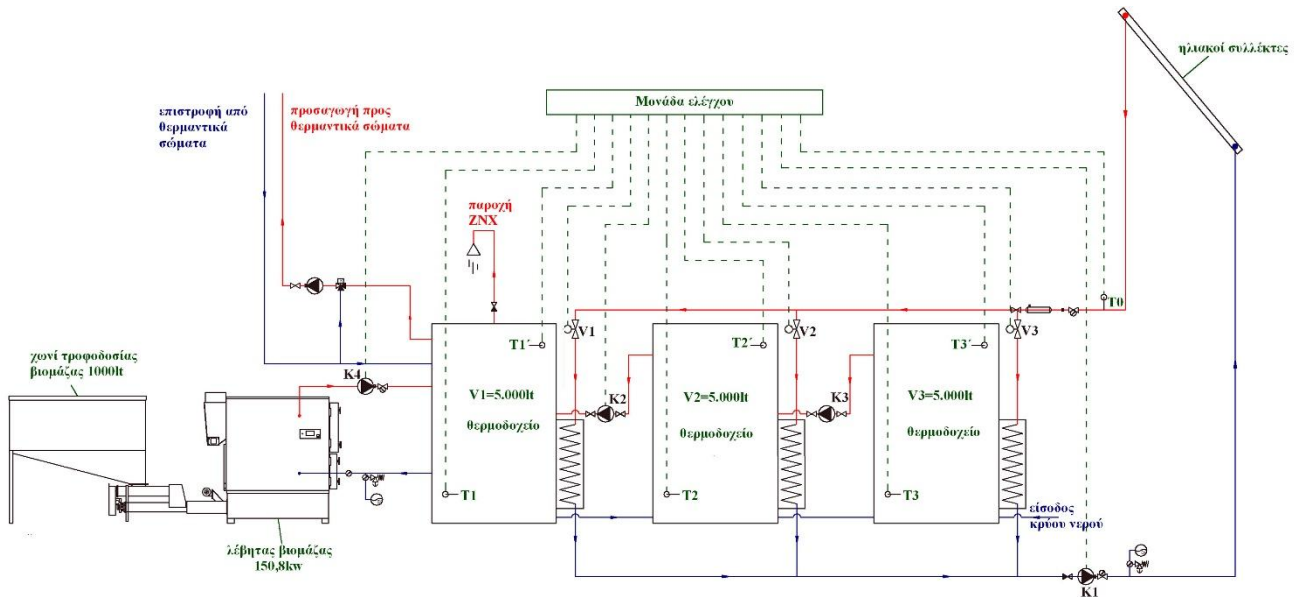 ηλιακοί συλλέκτες
Μονάδα ελέγχου
επιστροφή από
θερμαντικά
σώματα
προσαγωγή προς
θερμαντικά σώματα
παροχή
ΖΝΧ
T0
T1΄
V1
T2΄
V2
T3΄
V3
χωνί τροφοδοσίας
βιομάζας 1000lt
K4
V1=5.000lt
θερμοδοχείο
K2
V2=5.000lt
θερμοδοχείο
K3
V3=5.000lt
θερμοδοχείο
T1
T2
T3
είσοδος
κρύου νερού
λέβητας βιομάζας
150,8kw
K1